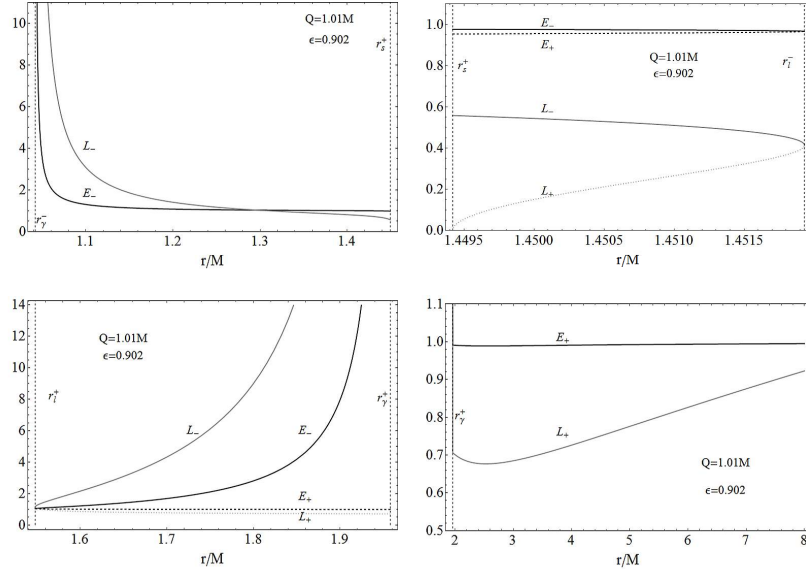 10
8
6
4
2
0
Q=1.01M
ϵ=0.902
r_s^+
L_−
E_−
r_γ^−
1.1 1.2 1.3 1.4
r/M
1.0
0.8
0.6
0.4
0.2
0.0
E_−
E_+
r_s^+
Q=1.01M
ϵ=0.902
r_l^−
L_−
L_+
1.4495 1.4500 1.4505 1.4510 1.4515
r/M
14
12
10
8
6
4
2
0
Q=1.01M
ϵ=0.902
r_l^+
r_γ^+
L_−
E_−
E_+
L_+
1.6 1.7 1.8 1.9
r/M
1.1
1.0
0.9
0.8
0.7
0.6
0.5
E_+
r_γ^+
L_+
Q=1.01M
ϵ=0.902
2 3 4 5 6 7 8
r/M